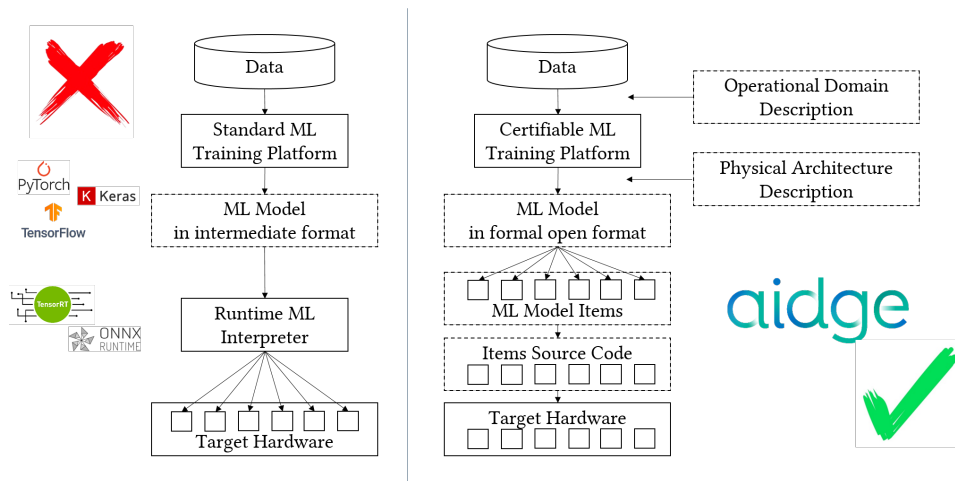 Data
Standard ML
Training Platform
PyTorch
K Keras
TensorFlow
ML Model
in intermediate format
TensorRT
ONNX
RUNTIME
Runtime ML
Interpreter
Target Hardware
Data
Operational Domain
Description
Certifiable ML
Training Platform
Physical Architecture
Description
ML Model
in formal open format
ML Model Items
aidge
Items Source Code
Target Hardware